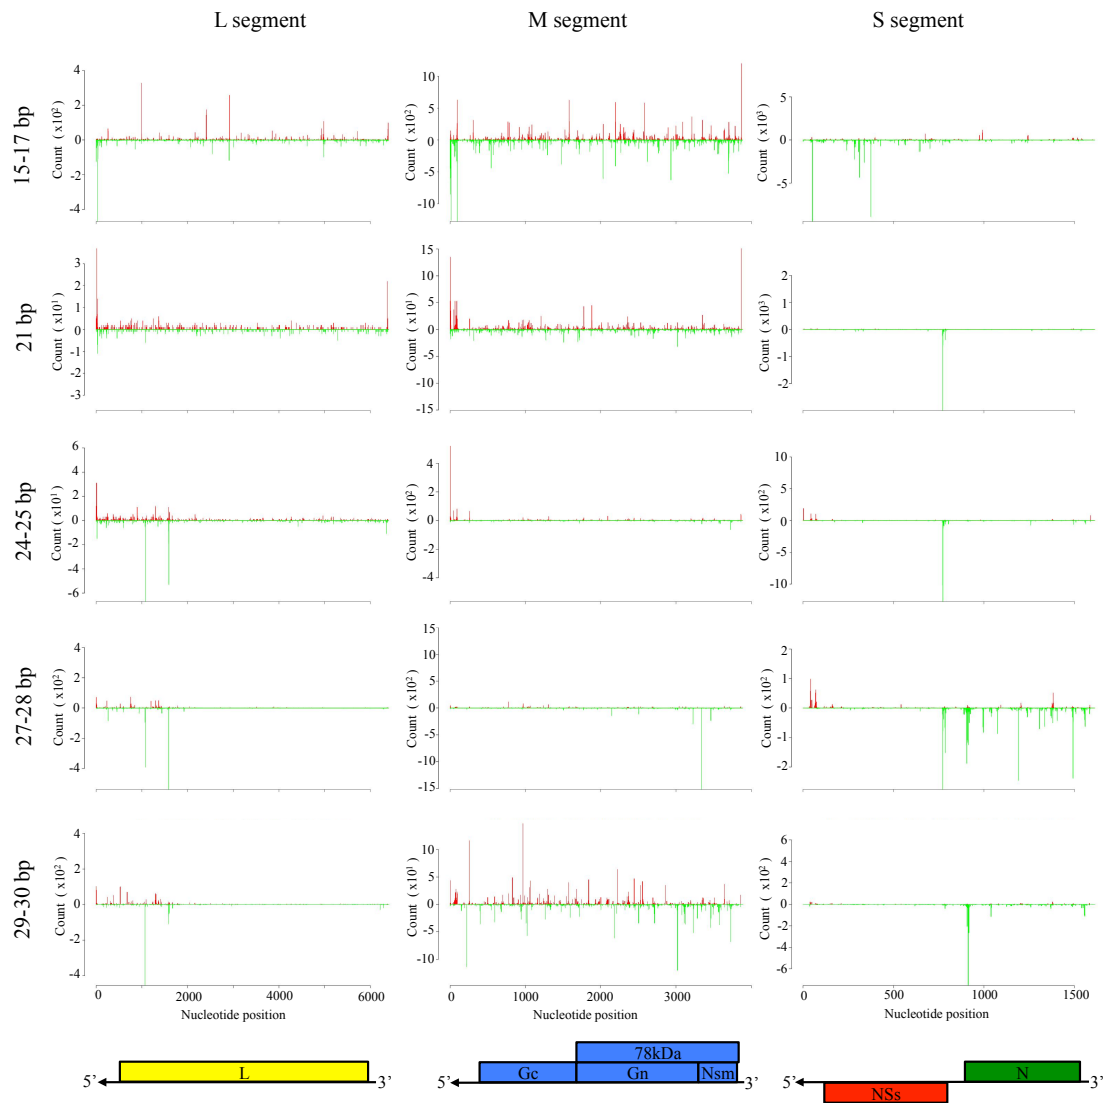 L segment M segment S segment
15-17 bp
Count ( x10²)
4
2
0
-2
-4
Count ( x10²)
10
5
0
-5
-10
Count ( x10³)
5
0
-5
21 bp
Count ( x10¹)
3
2
1
0
-1
-2
-3
Count ( x10¹)
15
10
5
0
-5
-10
-15
Count ( x10³)
2
1
0
-1
-2
24-25 bp
Count ( x10¹)
6
4
2
0
-2
-4
-6
Count ( x10²)
4
2
0
-2
-4
Count ( x10²)
10
5
0
-5
-10
27-28 bp
Count ( x10²)
4
2
0
-2
-4
Count ( x10²)
15
10
5
0
-5
-10
-15
Count ( x10²)
2
1
0
-1
-2
29-30 bp
Count ( x10²)
4
2
0
-2
-4
Count ( x10¹)
10
5
0
-5
-10
Count ( x10²)
6
4
2
0
-2
-4
-6
0 2000 4000 6000
Nucleotide position
0 1000 2000 3000
Nucleotide position
0 500 1000 1500
Nucleotide position
5’ L 3’
78kDa
5’ Gc Gn Nsm 3’
5’ N 3’
NSs